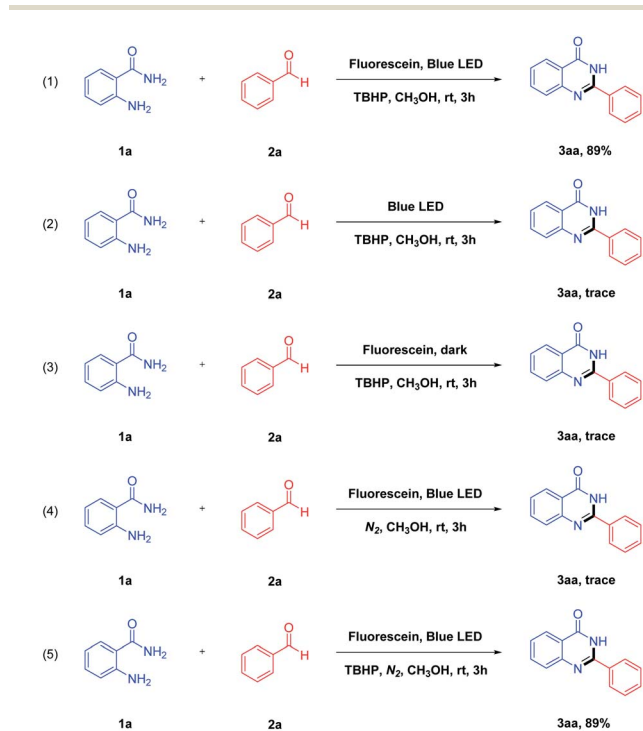 (1)
O
NH₂
NH₂
1a
+
O
H
2a
Fluorescein, Blue LED
TBHP, CH₃OH, rt, 3h
O
NH
N
3aa, 89%
(2)
O
NH₂
NH₂
1a
+
O
H
2a
Blue LED
TBHP, CH₃OH, rt, 3h
O
NH
N
3aa, trace
(3)
O
NH₂
NH₂
1a
+
O
H
2a
Fluorescein, dark
TBHP, CH₃OH, rt, 3h
O
NH
N
3aa, trace
(4)
O
NH₂
NH₂
1a
+
O
H
2a
Fluorescein, Blue LED
N₂, CH₃OH, rt, 3h
O
NH
N
3aa, trace
(5)
O
NH₂
NH₂
1a
+
O
H
2a
Fluorescein, Blue LED
TBHP, N₂, CH₃OH, rt, 3h
O
NH
N
3aa, 89%